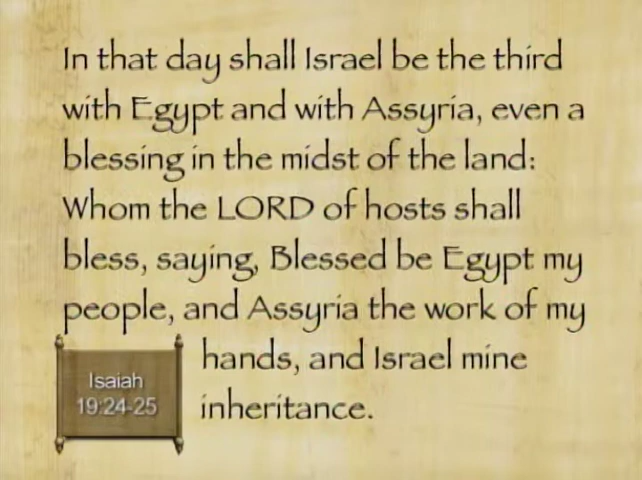 In that day shall Israel be the third
with Egypt and with Assyria, even a
blessing in the midst of the land:
Whom the LORD of hosts shall
bless, saying, Blessed be Egypt my
people, and Assyria the work of my
hands, and Israel mine
inheritance.
Isaiah
19:24-25